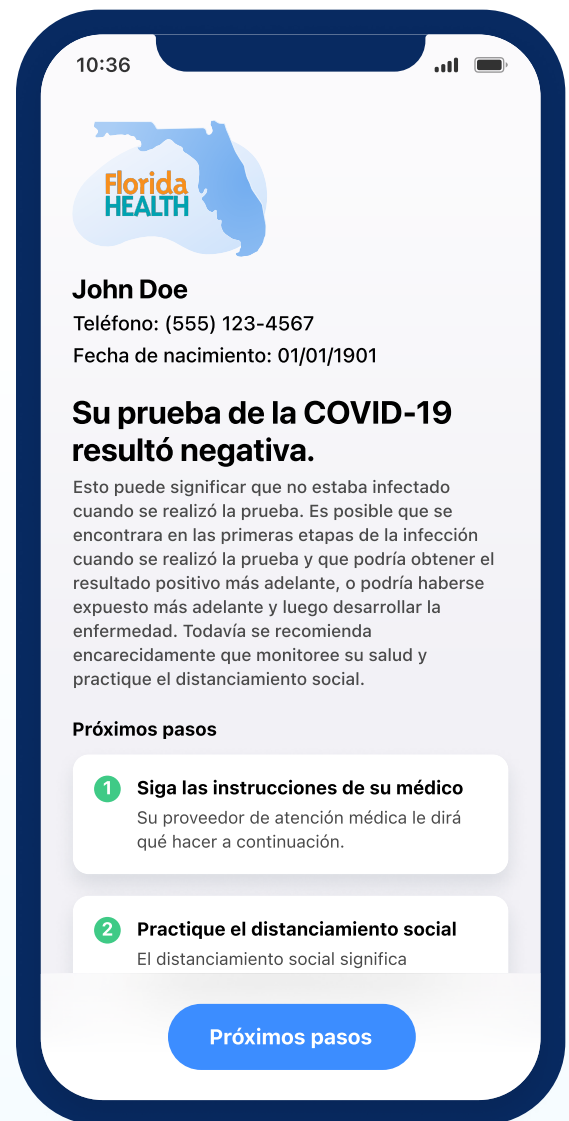 10:36
Florida
HEALTH
John Doe
Teléfono: (555) 123-4567
Fecha de nacimiento: 01/01/1901
Su prueba de la COVID-19
resultó negativa.
Esto puede significar que no estaba infectado
cuando se realizó la prueba. Es posible que se
encontrara en las primeras etapas de la infección
cuando se realizó la prueba y que podría obtener el
resultado positivo más adelante, o podría haberse
expuesto más adelante y luego desarrollar la
enfermedad. Todavía se recomienda
encarecidamente que monitoree su salud y
practique el distanciamiento social.
Próximos pasos
1 Siga las instrucciones de su médico
Su proveedor de atención médica le dirá
qué hacer a continuación.
2 Practique el distanciamiento social
El distanciamiento social significa
Próximos pasos